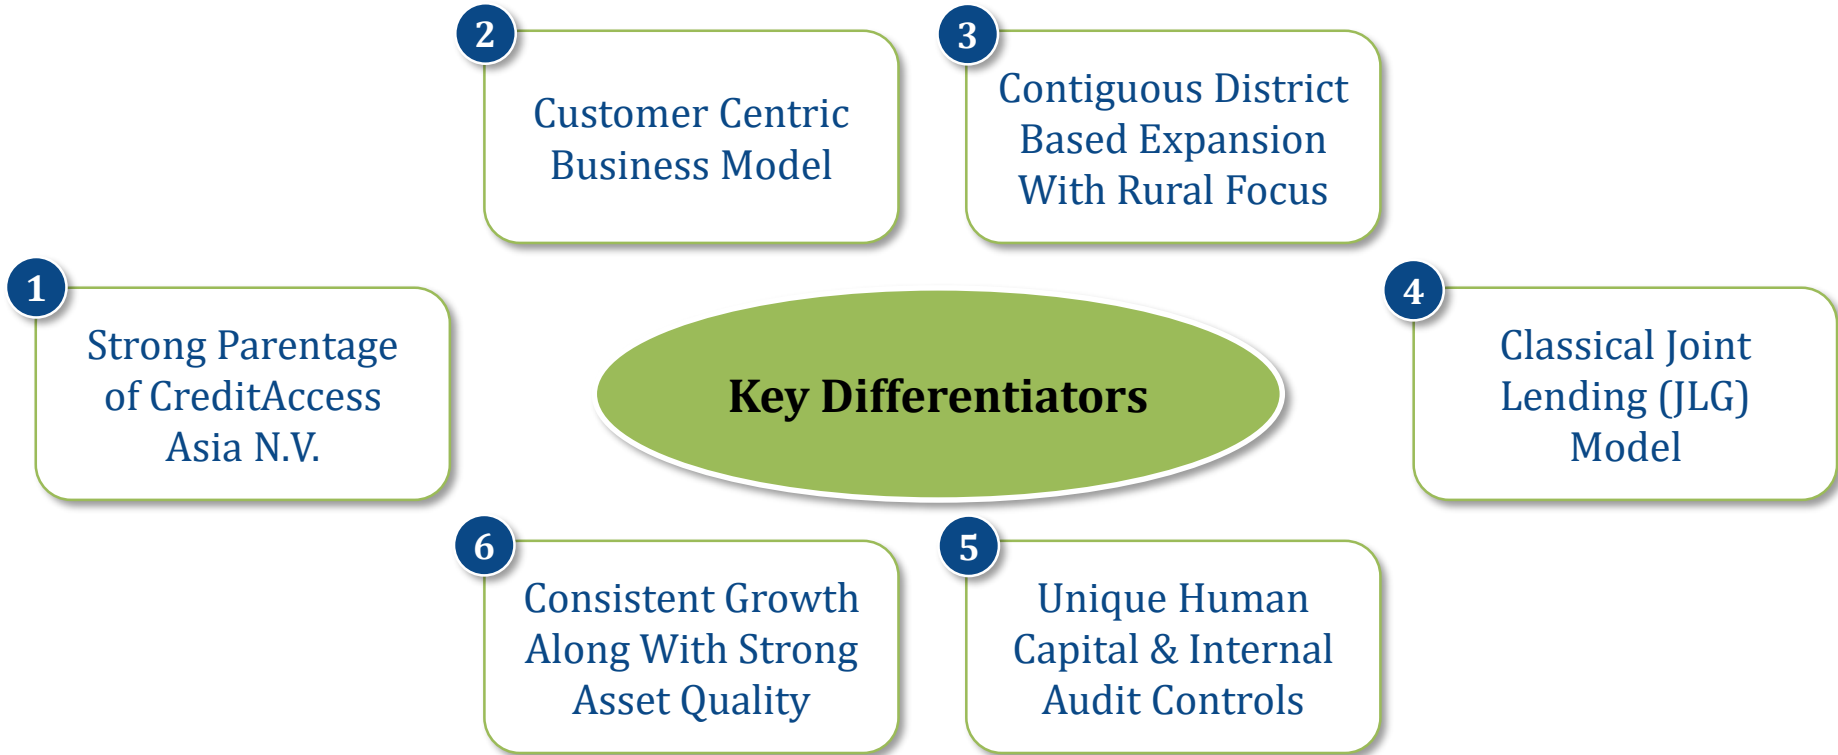 1
Strong Parentage
of CreditAccess
Asia N.V.
2
Customer Centric
Business Model
3
Contiguous District
Based Expansion
With Rural Focus
4
Classical Joint
Lending (JLG)
Model
5
Unique Human
Capital & Internal
Audit Controls
6
Consistent Growth
Along With Strong
Asset Quality
Key Differentiators